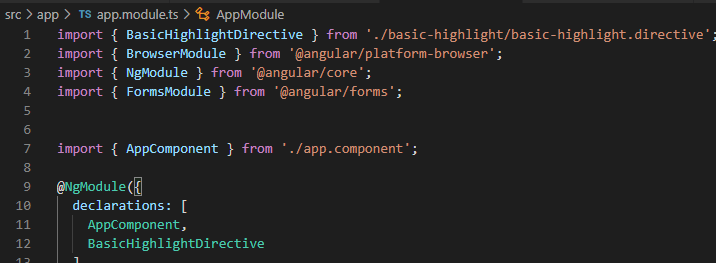 src > app > TS app.module.ts > AppModule
1 import { BasicHighlightDirective } from './basic-highlight/basic-highlight.directive';
2 import { BrowserModule } from '@angular/platform-browser';
3 import { NgModule } from '@angular/core';
4 import { FormsModule } from '@angular/forms';
5
6
7 import { AppComponent } from './app.component';
8
9 @NgModule({
10 declarations: [
11 AppComponent,
12 BasicHighlightDirective
13 ]